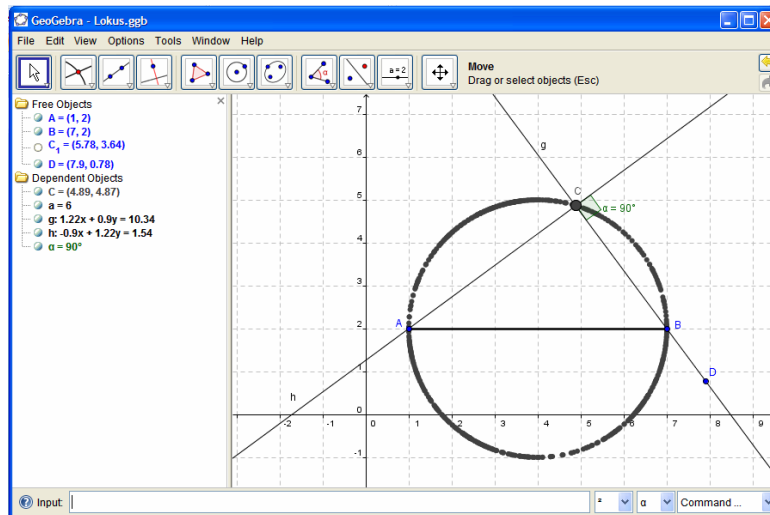 GeoGebra - Lokus.ggb
File Edit View Options Tools Window Help
a = 2
Move
Drag or select objects (Esc)
Free Objects
A = (1, 2)
B = (7, 2)
C₁ = (5.78, 3.64)
D = (7.9, 0.78)
Dependent Objects
C = (4.89, 4.87)
a = 6
g: 1.22x + 0.9y = 10.34
h: -0.9x + 1.22y = 1.54
α = 90°
7
g
6
C
5
α = 90°
4
3
A
2
B
D
1
h
0
-2 -1 0 1 2 3 4 5 6 7 8 9
-1
Input:
² α Command ...